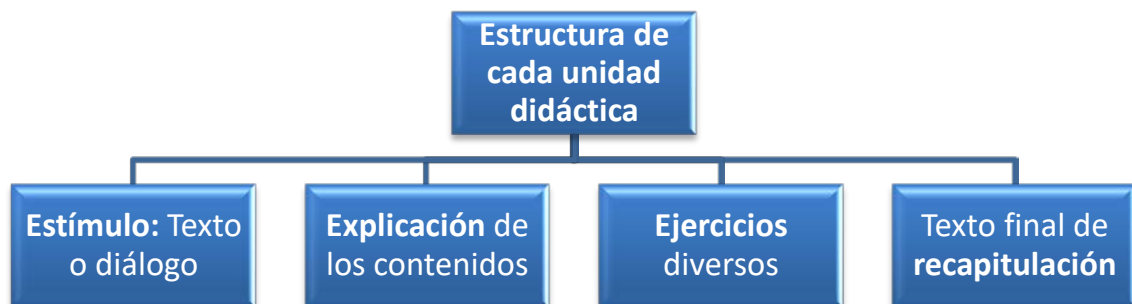 Estructura de
cada unidad
didáctica
Estímulo: Texto
o diálogo
Explicación de
los contenidos
Ejercicios
diversos
Texto final de
recapitulación